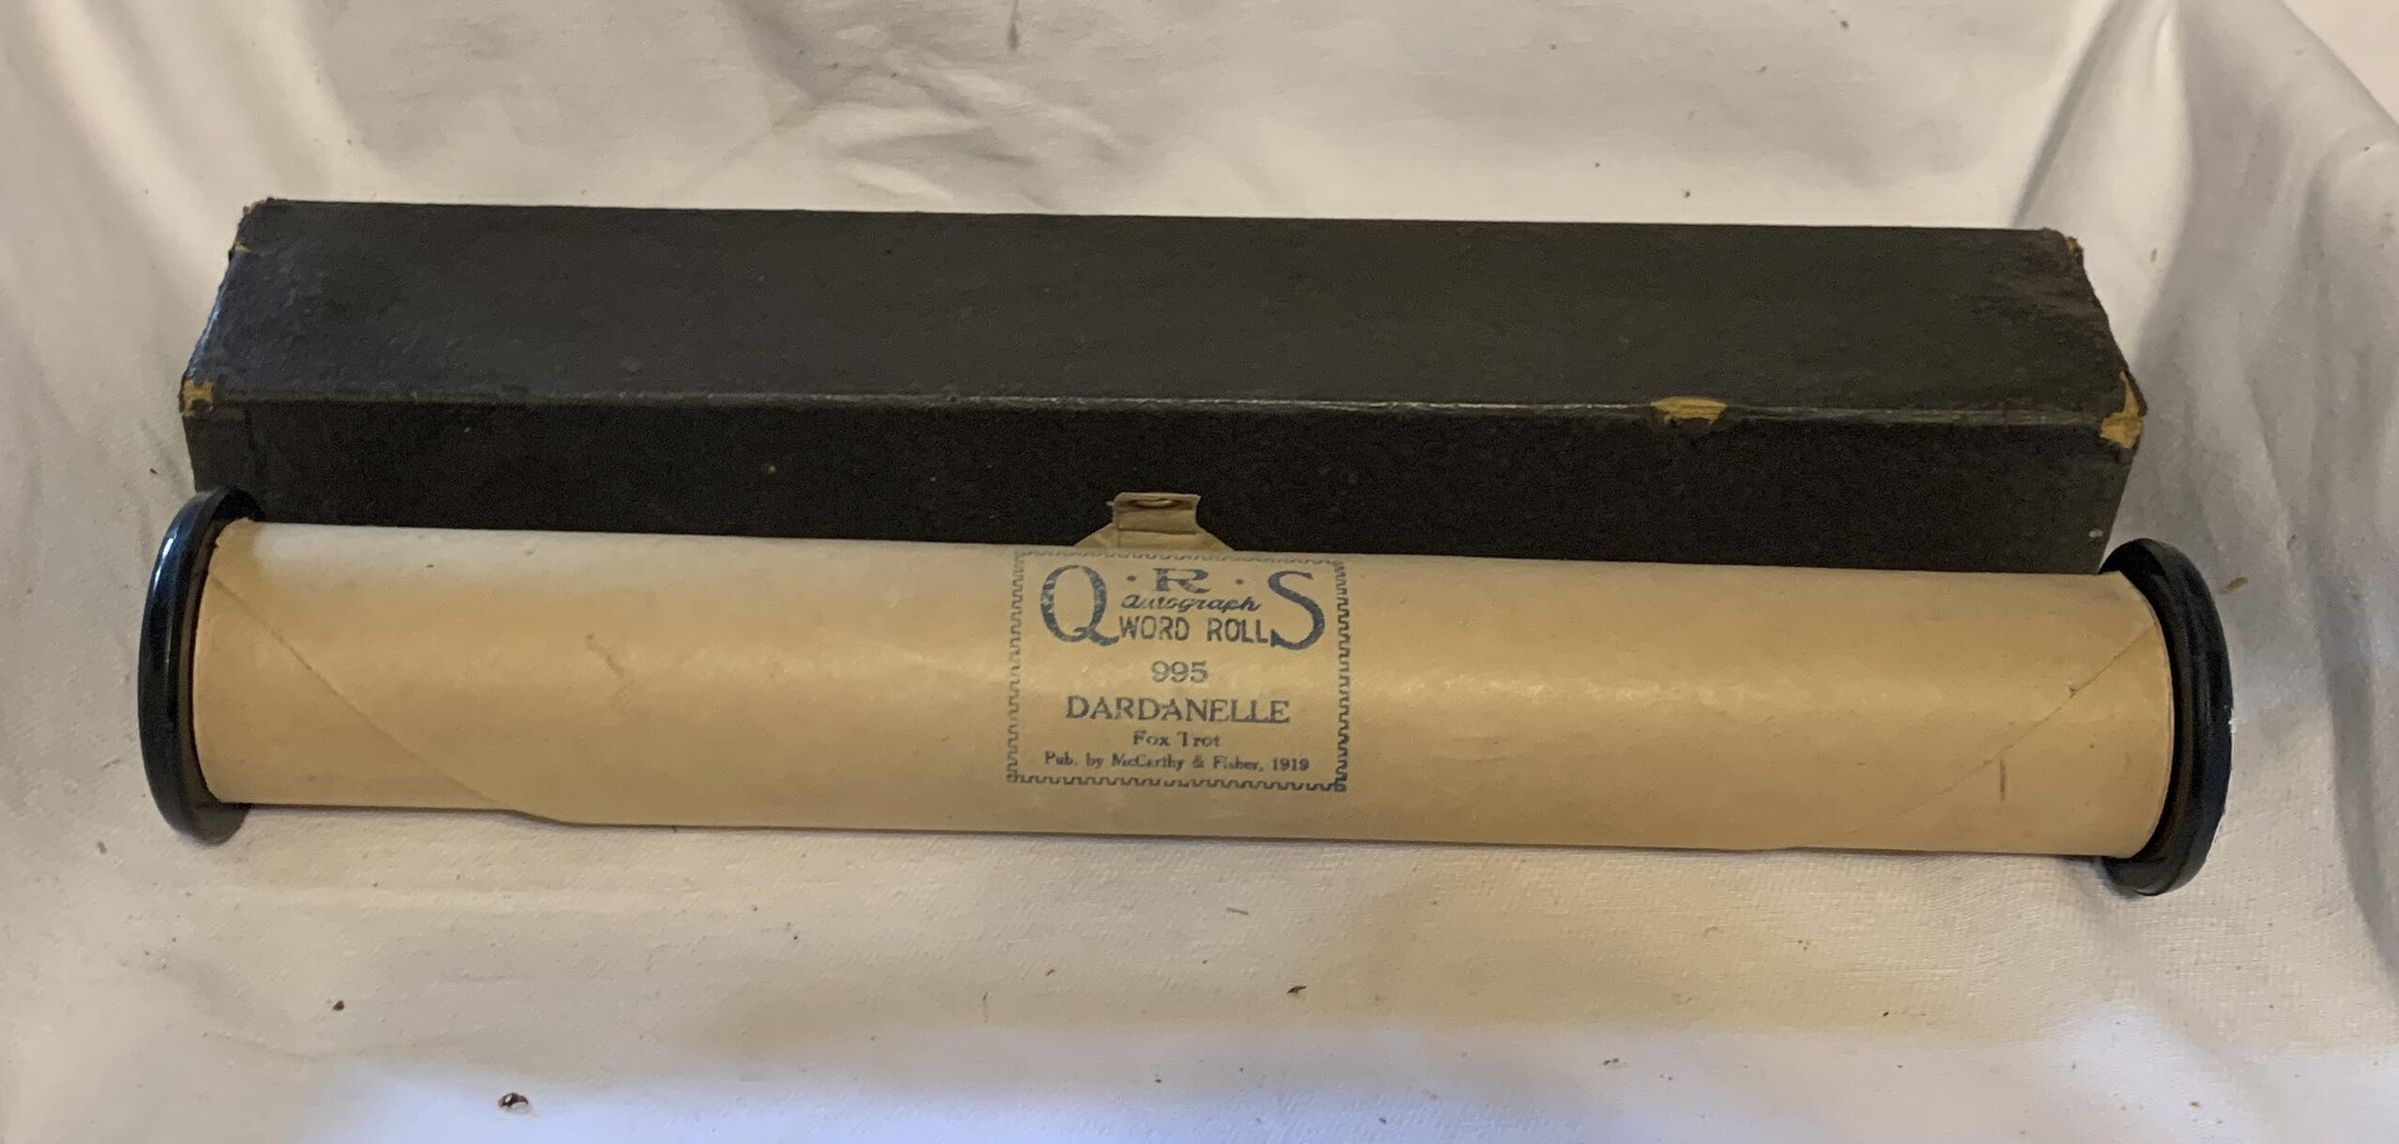 Q·R·S
Autograph
WORD ROLL
995
DARDANELLE
Fox Trot
Pub. by McCarthy & Fisher, 1919